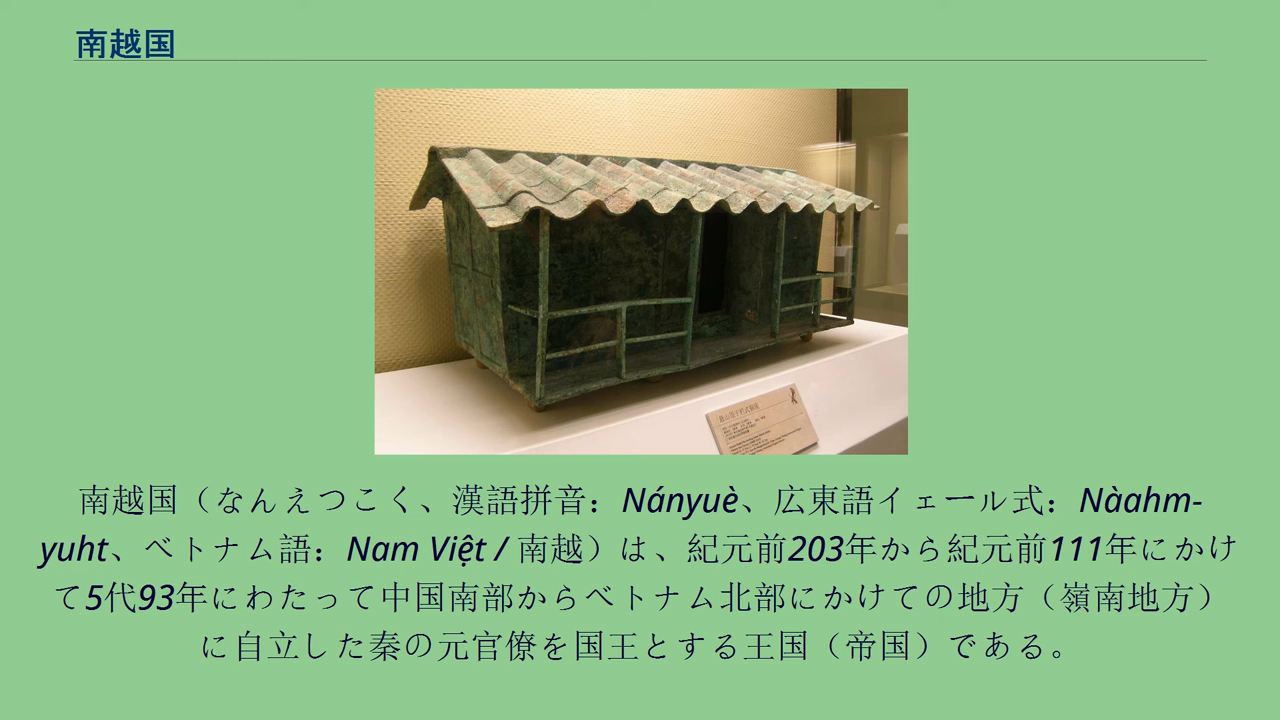 南越国
南越国（なんえつこく、漢語拼音：Nányuè、広東語イェール式：Nàahm-
yuht、ベトナム語：Nam Việt / 南越）は、紀元前203年から紀元前111年にかけ
て5代93年にわたって中国南部からベトナム北部にかけての地方（嶺南地方）
に自立した秦の元官僚を国王とする王国（帝国）である。